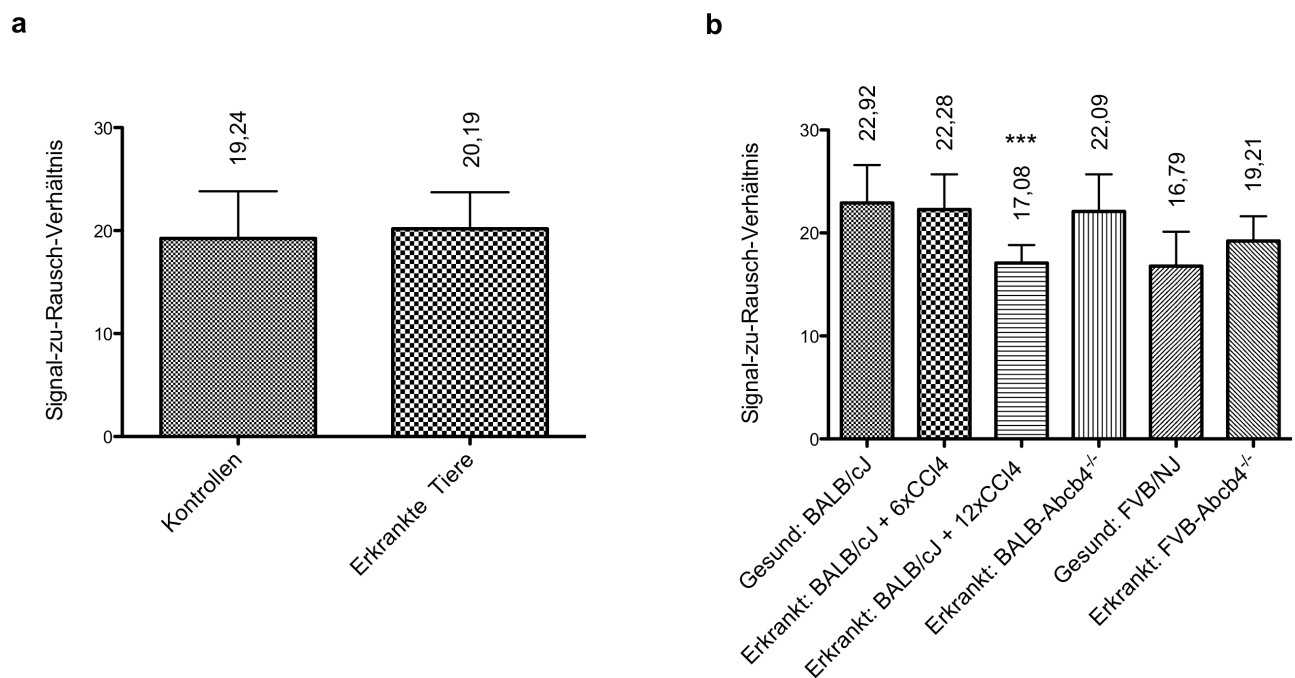 a
Signal-zu-Rausch-Verhältnis
30
20
10
0
19,24
20,19
Kontrollen
Erkrankte Tiere
b
Signal-zu-Rausch-Verhältnis
30
20
10
0
22,92
22,28
***
17,08
22,09
16,79
19,21
Gesund: BALB/cJ
Erkrankt: BALB/cJ + 6xCCl4
Erkrankt: BALB/cJ + 12xCCl4
Erkrankt: BALB-Abcb4-/-
Gesund: FVB/NJ
Erkrankt: FVB-Abcb4-/-